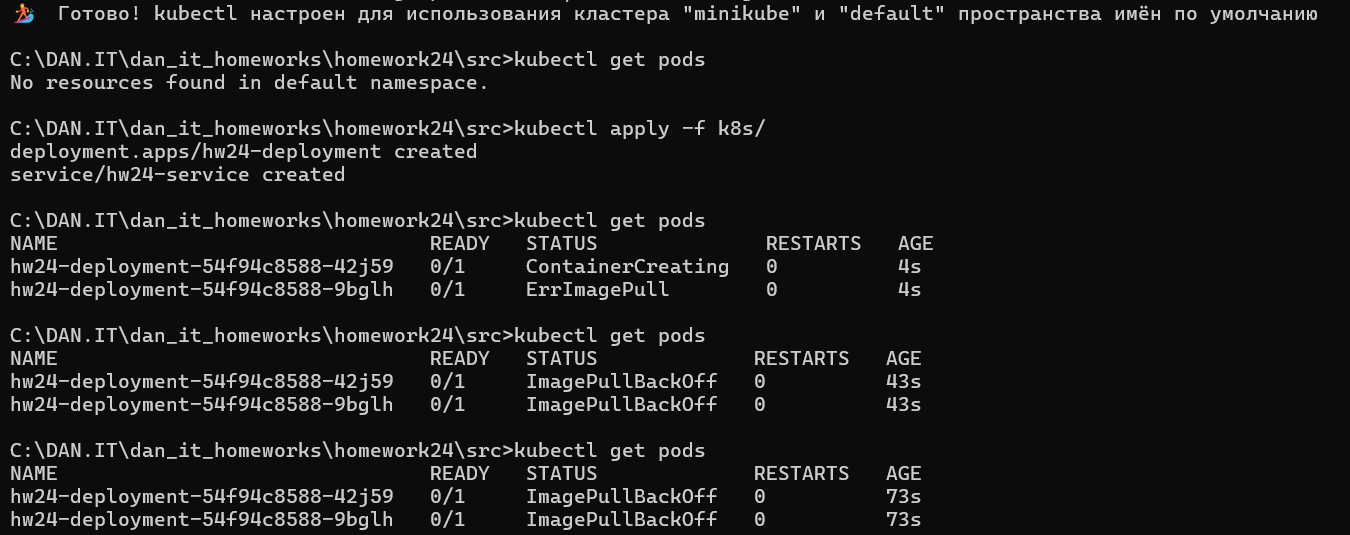 🏄 Готово! kubectl настроен для использования кластера "minikube" и "default" пространства имён по умолчанию
C:\DAN.IT\dan_it_homeworks\homework24\src>kubectl get pods
No resources found in default namespace.
C:\DAN.IT\dan_it_homeworks\homework24\src>kubectl apply -f k8s/
deployment.apps/hw24-deployment created
service/hw24-service created
C:\DAN.IT\dan_it_homeworks\homework24\src>kubectl get pods
NAME READY STATUS RESTARTS AGE
hw24-deployment-54f94c8588-42j59 0/1 ContainerCreating 0 4s
hw24-deployment-54f94c8588-9bglh 0/1 ErrImagePull 0 4s
C:\DAN.IT\dan_it_homeworks\homework24\src>kubectl get pods
NAME READY STATUS RESTARTS AGE
hw24-deployment-54f94c8588-42j59 0/1 ImagePullBackOff 0 43s
hw24-deployment-54f94c8588-9bglh 0/1 ImagePullBackOff 0 43s
C:\DAN.IT\dan_it_homeworks\homework24\src>kubectl get pods
NAME READY STATUS RESTARTS AGE
hw24-deployment-54f94c8588-42j59 0/1 ImagePullBackOff 0 73s
hw24-deployment-54f94c8588-9bglh 0/1 ImagePullBackOff 0 73s